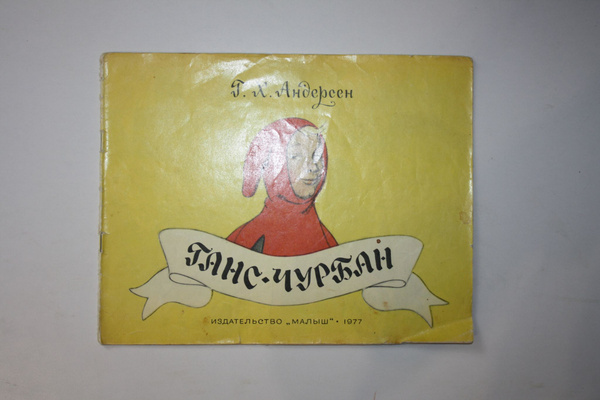 Г. Х. Андерсен
ГАНС-ЧУРБАН
ИЗДАТЕЛЬСТВО „МАЛЫШ" • 1977